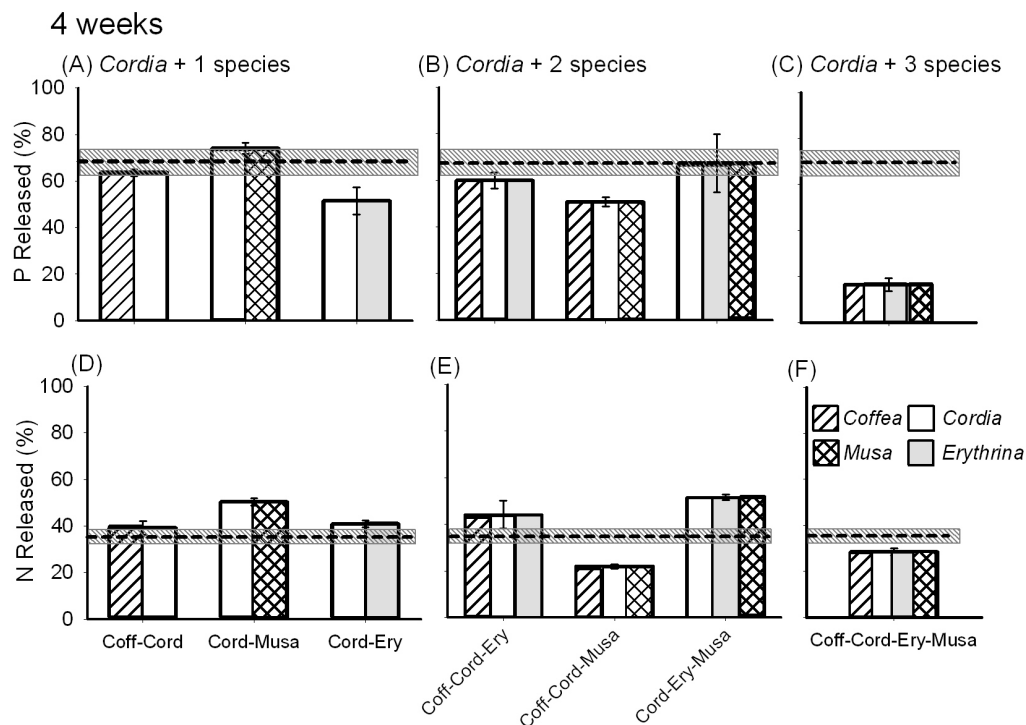 4 weeks
(A) Cordia + 1 species
(B) Cordia + 2 species
(C) Cordia + 3 species
P Released (%)
100
80
60
40
20
0
(D)
(E)
(F)
N Released (%)
100
80
60
40
20
0
Coffea
Cordia
Musa
Erythrina
Coff-Cord
Cord-Musa
Cord-Ery
Coff-Cord-Ery
Coff-Cord-Musa
Cord-Ery-Musa
Coff-Cord-Ery-Musa